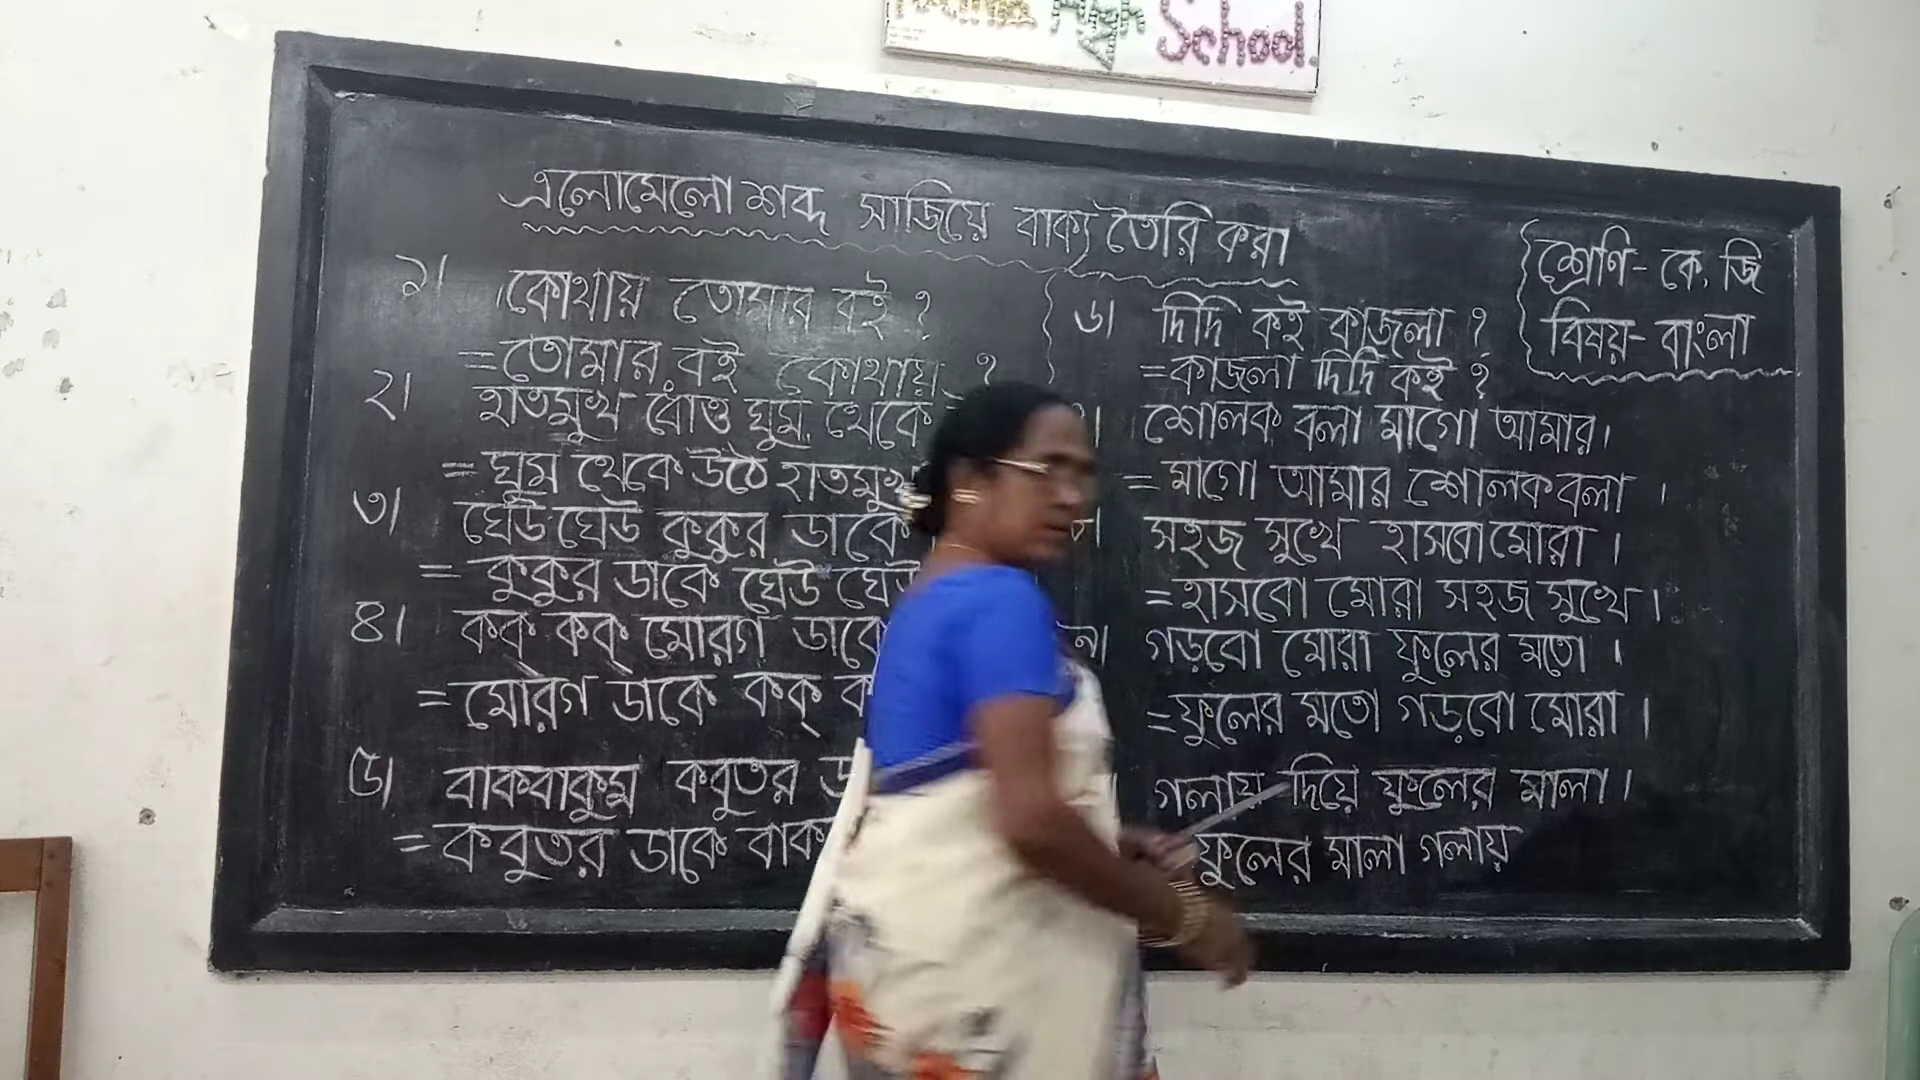 High School.
এলোমেলো শব্দ সাজিয়ে বাক্য তৈরি করা
শ্রেণি - কে. জি
বিষয় - বাংলা
১। কোথায় তোমার বই ?
= তোমার বই কোথায় ?
২। হাতমুখ ধোও ঘুম থেকে
= ঘুম থেকে উঠে হাতমুখ
৩। ঘেউ ঘেউ কুকুর ডাকে
= কুকুর ডাকে ঘেউ ঘেউ
৪। কক্ কক্ মোরগ ডাকে
= মোরগ ডাকে কক্
৫। বাকবাকুম কবুতর
= কবুতর ডাকে
৬। দিদি কই কাজলা ?
= কাজলা দিদি কই ?
শোলক বলা মাগো আমার।
= মাগো আমার শোলক বলা ।
সহজ সুখে হাসবো মোরা ।
= হাসবো মোরা সহজ সুখে ।
৯। গড়বো মোরা ফুলের মতো ।
= ফুলের মতো গড়বো মোরা ।
গলায় দিয়ে ফুলের মালা ।
ফুলের মালা গলায়